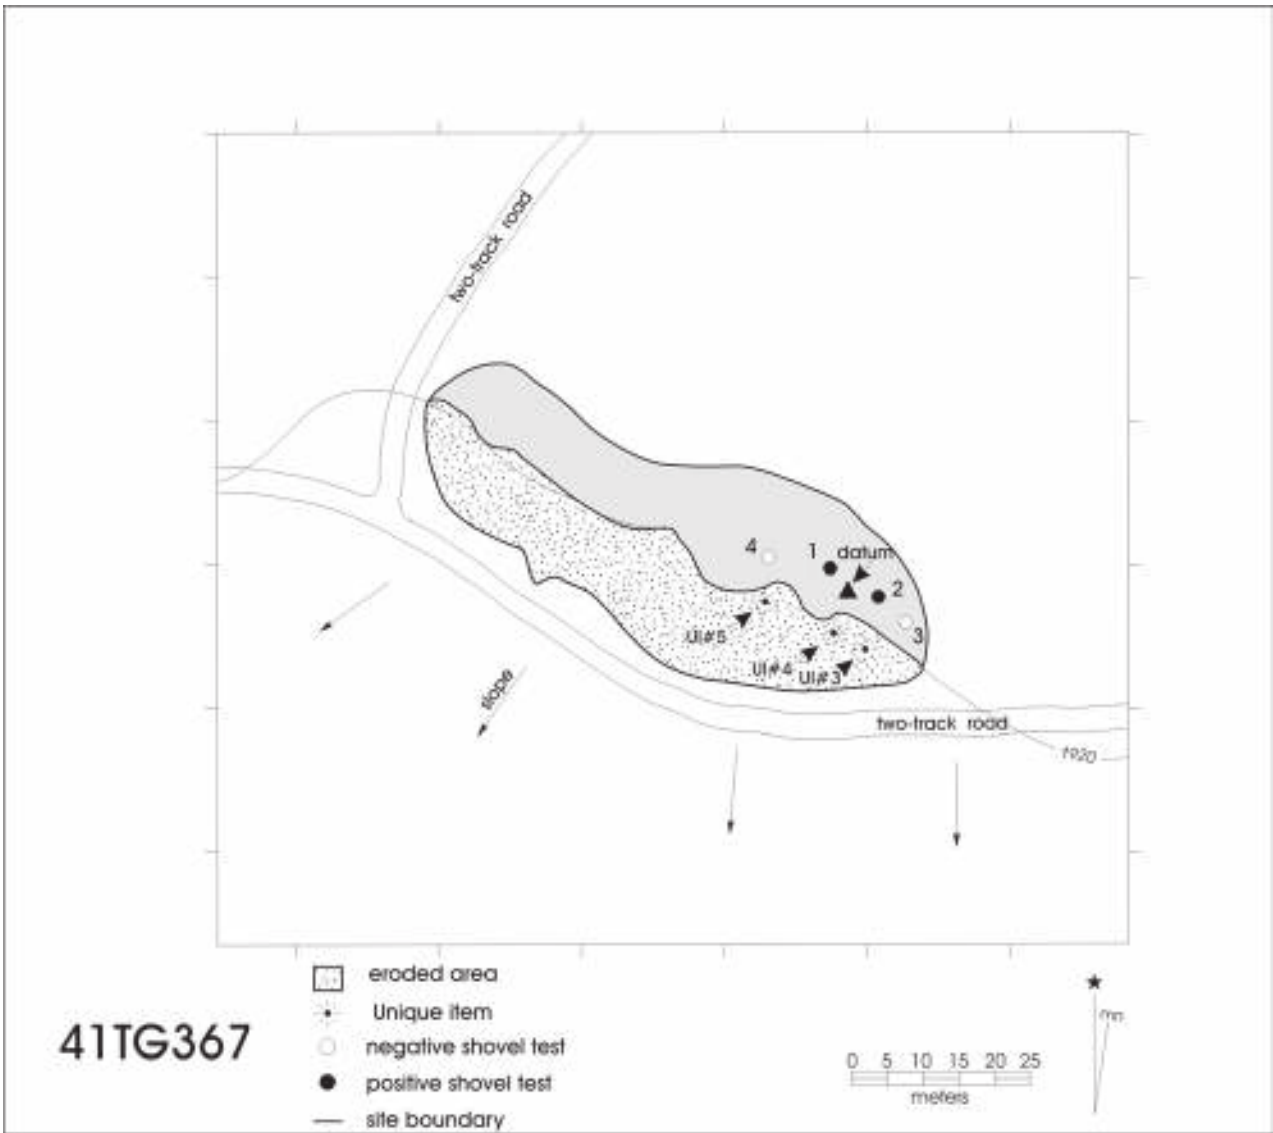 two-track road
4
1
datum
2
3
UI#5
UI#4
UI#3
slope
two-track road
1920
eroded area
Unique item
negative shovel test
positive shovel test
site boundary
41TG367
mn
0 5 10 15 20 25
meters